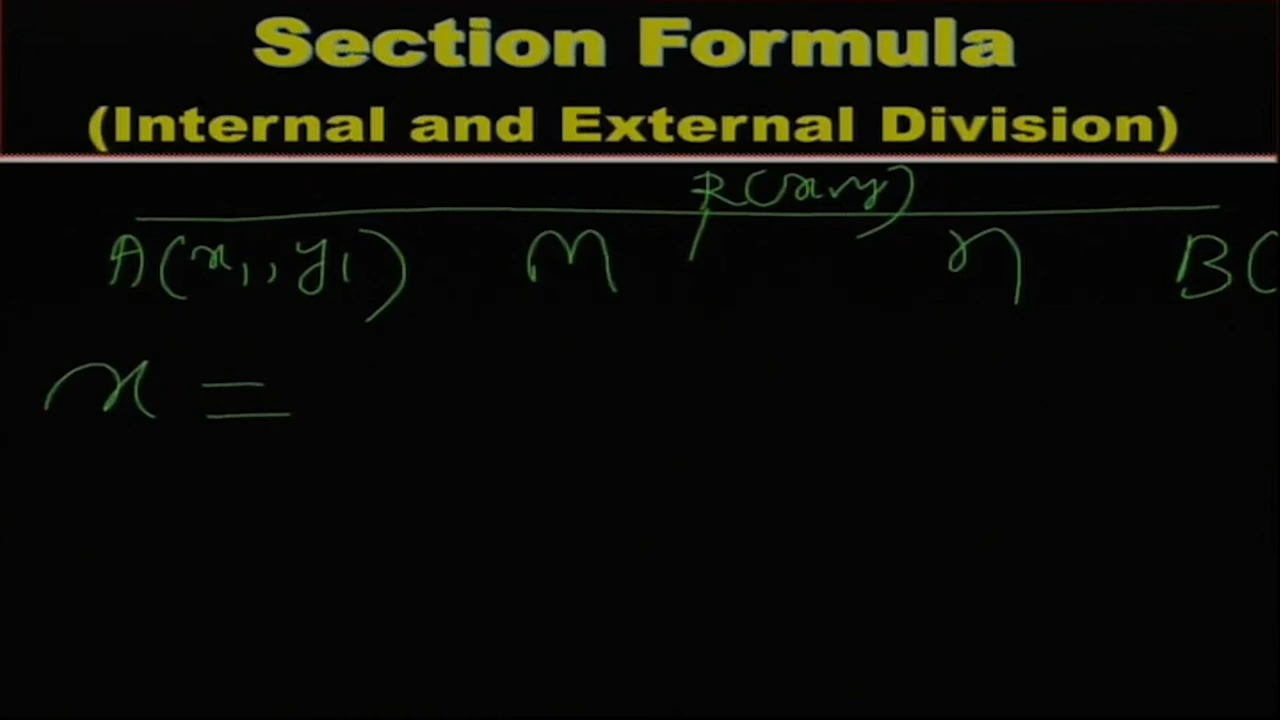 Section Formula
(Internal and External Division)
R(x,y)
A(x₁, y₁) m n B(
x =